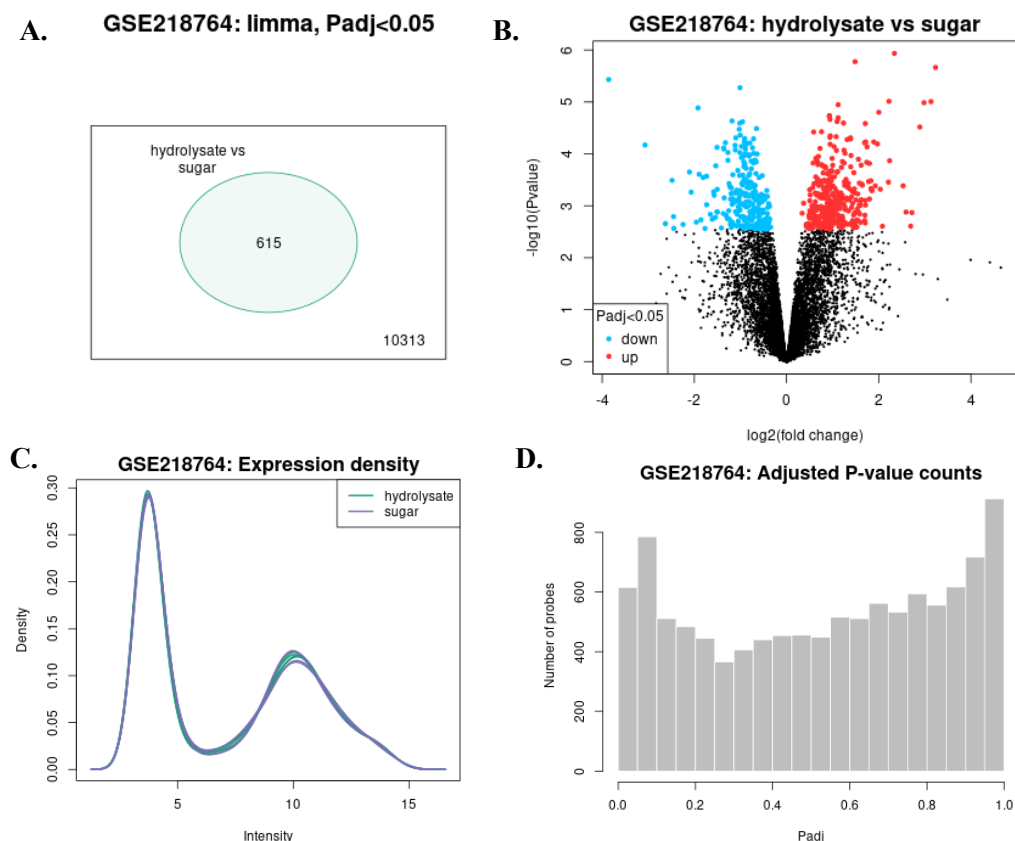 A.
GSE218764: limma, Padj<0.05
hydrolysate vs
sugar
615
10313
B.
GSE218764: hydrolysate vs sugar
-log10(Pvalue)
6
5
4
3
2
1
0
Padj<0.05
down
up
-4
-2
0
2
4
log2(fold change)
C.
GSE218764: Expression density
Density
0.30
0.25
0.20
0.15
0.10
0.05
0.00
hydrolysate
sugar
5
10
15
Intensity
D.
GSE218764: Adjusted P-value counts
Number of probes
800
600
400
200
0
0.0
0.2
0.4
0.6
0.8
1.0
Padj